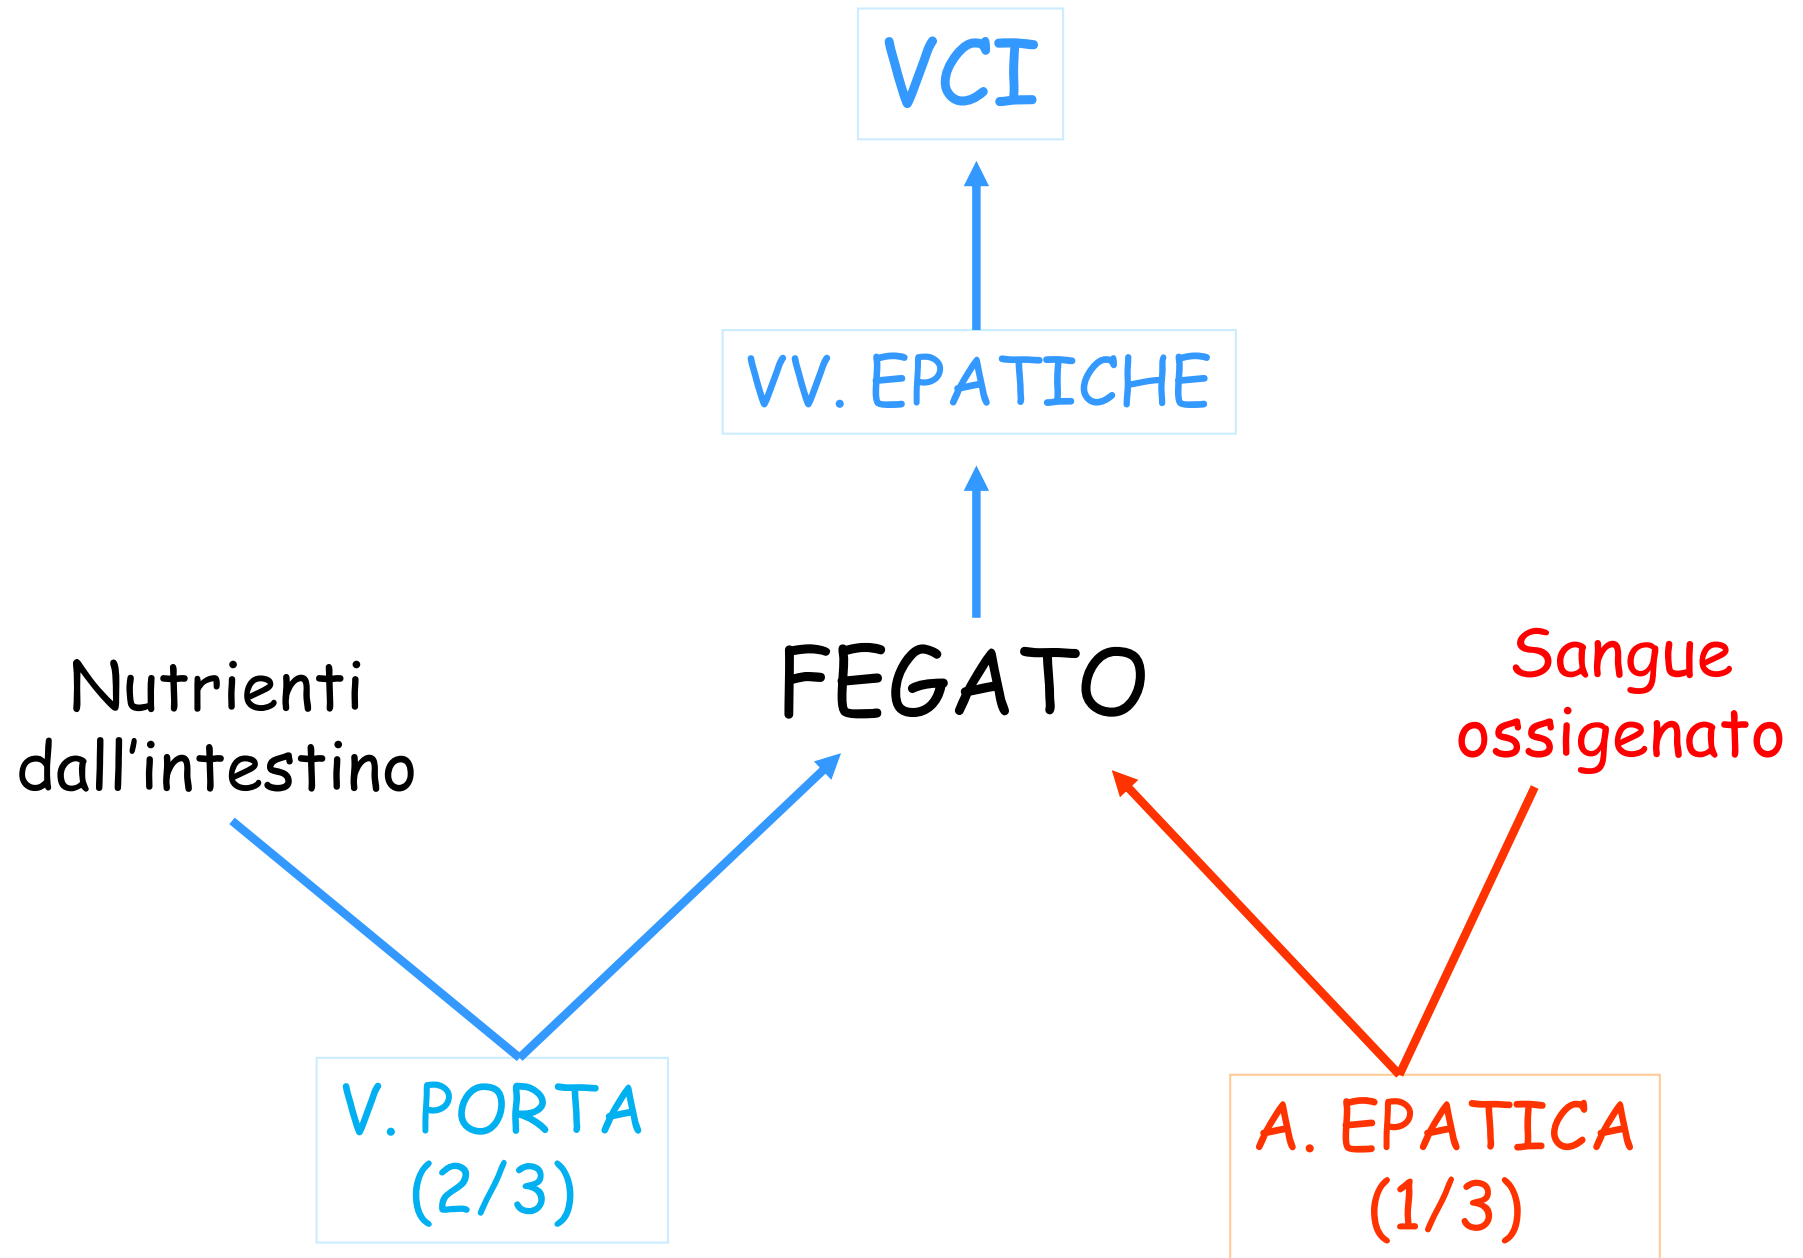 VCI
VV. EPATICHE
FEGATO
Nutrienti
dall'intestino
Sangue
ossigenato
V. PORTA
(2/3)
A. EPATICA
(1/3)